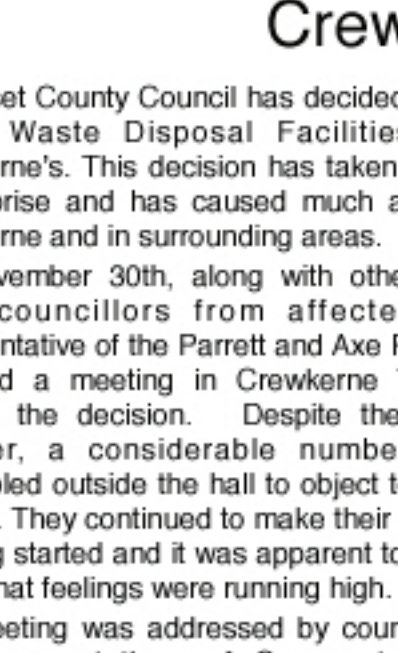 Crew
set County Council has decided
Waste Disposal Facilities
rne's. This decision has taken
prise and has caused much a
rne and in surrounding areas.
vember 30th, along with othe
councillors from affecte
ntative of the Parrett and Axe P
d a meeting in Crewkerne
the decision. Despite the
er, a considerable numbe
led outside the hall to object t
. They continued to make their
g started and it was apparent to
hat feelings were running high.
eeting was addressed by cour